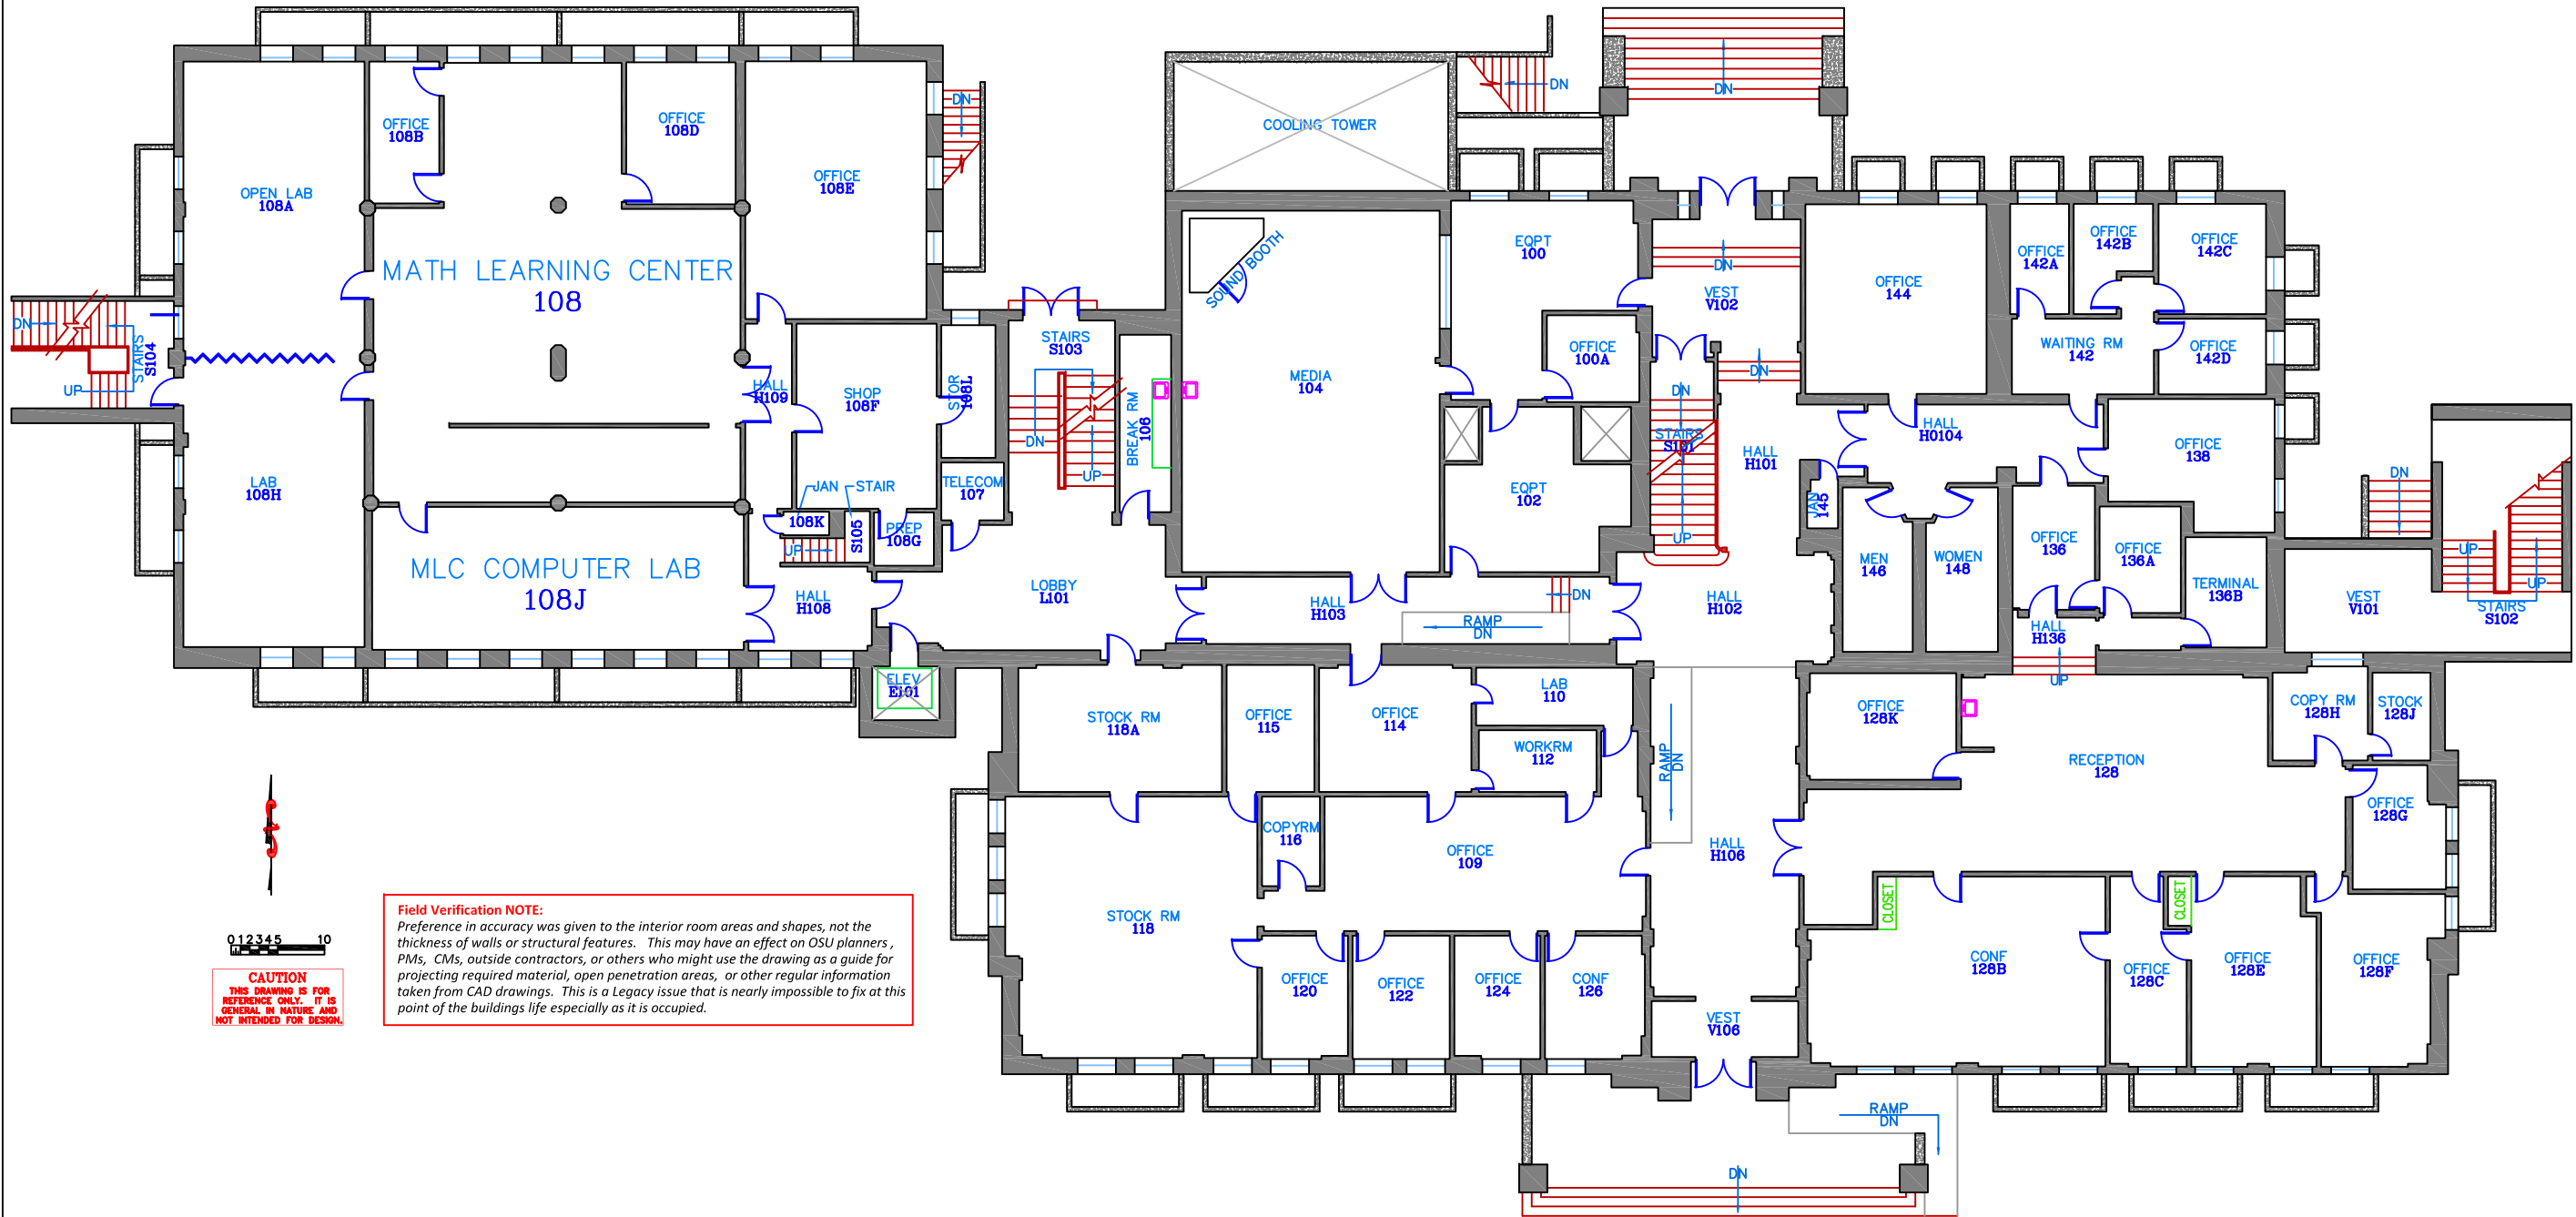 OPEN LAB
108A
OFFICE
108B
OFFICE
108D
OFFICE
108E
DN
MATH LEARNING CENTER
108
DN
UP
STAIRS
S104
LAB
108H
HALL
H109
SHOP
108F
STOR
108L
JAN
STAIR
108K
S105
UP
PREP
108G
TELECOM
107
MLC COMPUTER LAB
108J
HALL
H108
ELEV
E101
STAIRS
S103
DN
UP
BREAK RM
106
LOBBY
L101
COOLING TOWER
DN
DN
SOUND BOOTH
MEDIA
104
EQPT
100
OFFICE
100A
EQPT
102
DN
VEST
V102
DN
DN
STAIRS
S101
UP
HALL
H101
HALL
H103
DN
RAMP
DN
HALL
H102
OFFICE
144
OFFICE
142A
OFFICE
142B
OFFICE
142C
WAITING RM
142
OFFICE
142D
HALL
H0104
OFFICE
138
JAN
145
MEN
146
WOMEN
148
OFFICE
136
OFFICE
136A
TERMINAL
136B
HALL
H136
UP
DN
VEST
V101
UP
UP
STAIRS
S102
STOCK RM
118A
OFFICE
115
OFFICE
114
LAB
110
WORKRM
112
COPYRM
116
OFFICE
109
STOCK RM
118
OFFICE
120
OFFICE
122
OFFICE
124
CONF
126
RAMP
DN
HALL
H106
VEST
V106
OFFICE
128K
RECEPTION
128
COPY RM
128H
STOCK
128J
OFFICE
128G
CLOSET
CONF
128B
OFFICE
128C
CLOSET
OFFICE
128E
OFFICE
128F
RAMP
DN
DN
0 1 2 3 4 5 10
CAUTION
THIS DRAWING IS FOR
REFERENCE ONLY. IT IS
GENERAL IN NATURE AND
NOT INTENDED FOR DESIGN.
Field Verification NOTE:
Preference in accuracy was given to the interior room areas and shapes, not the
thickness of walls or structural features. This may have an effect on OSU planners ,
PMs, CMs, outside contractors, or others who might use the drawing as a guide for
projecting required material, open penetration areas, or other regular information
taken from CAD drawings. This is a Legacy issue that is nearly impossible to fix at this
point of the buildings life especially as it is occupied.